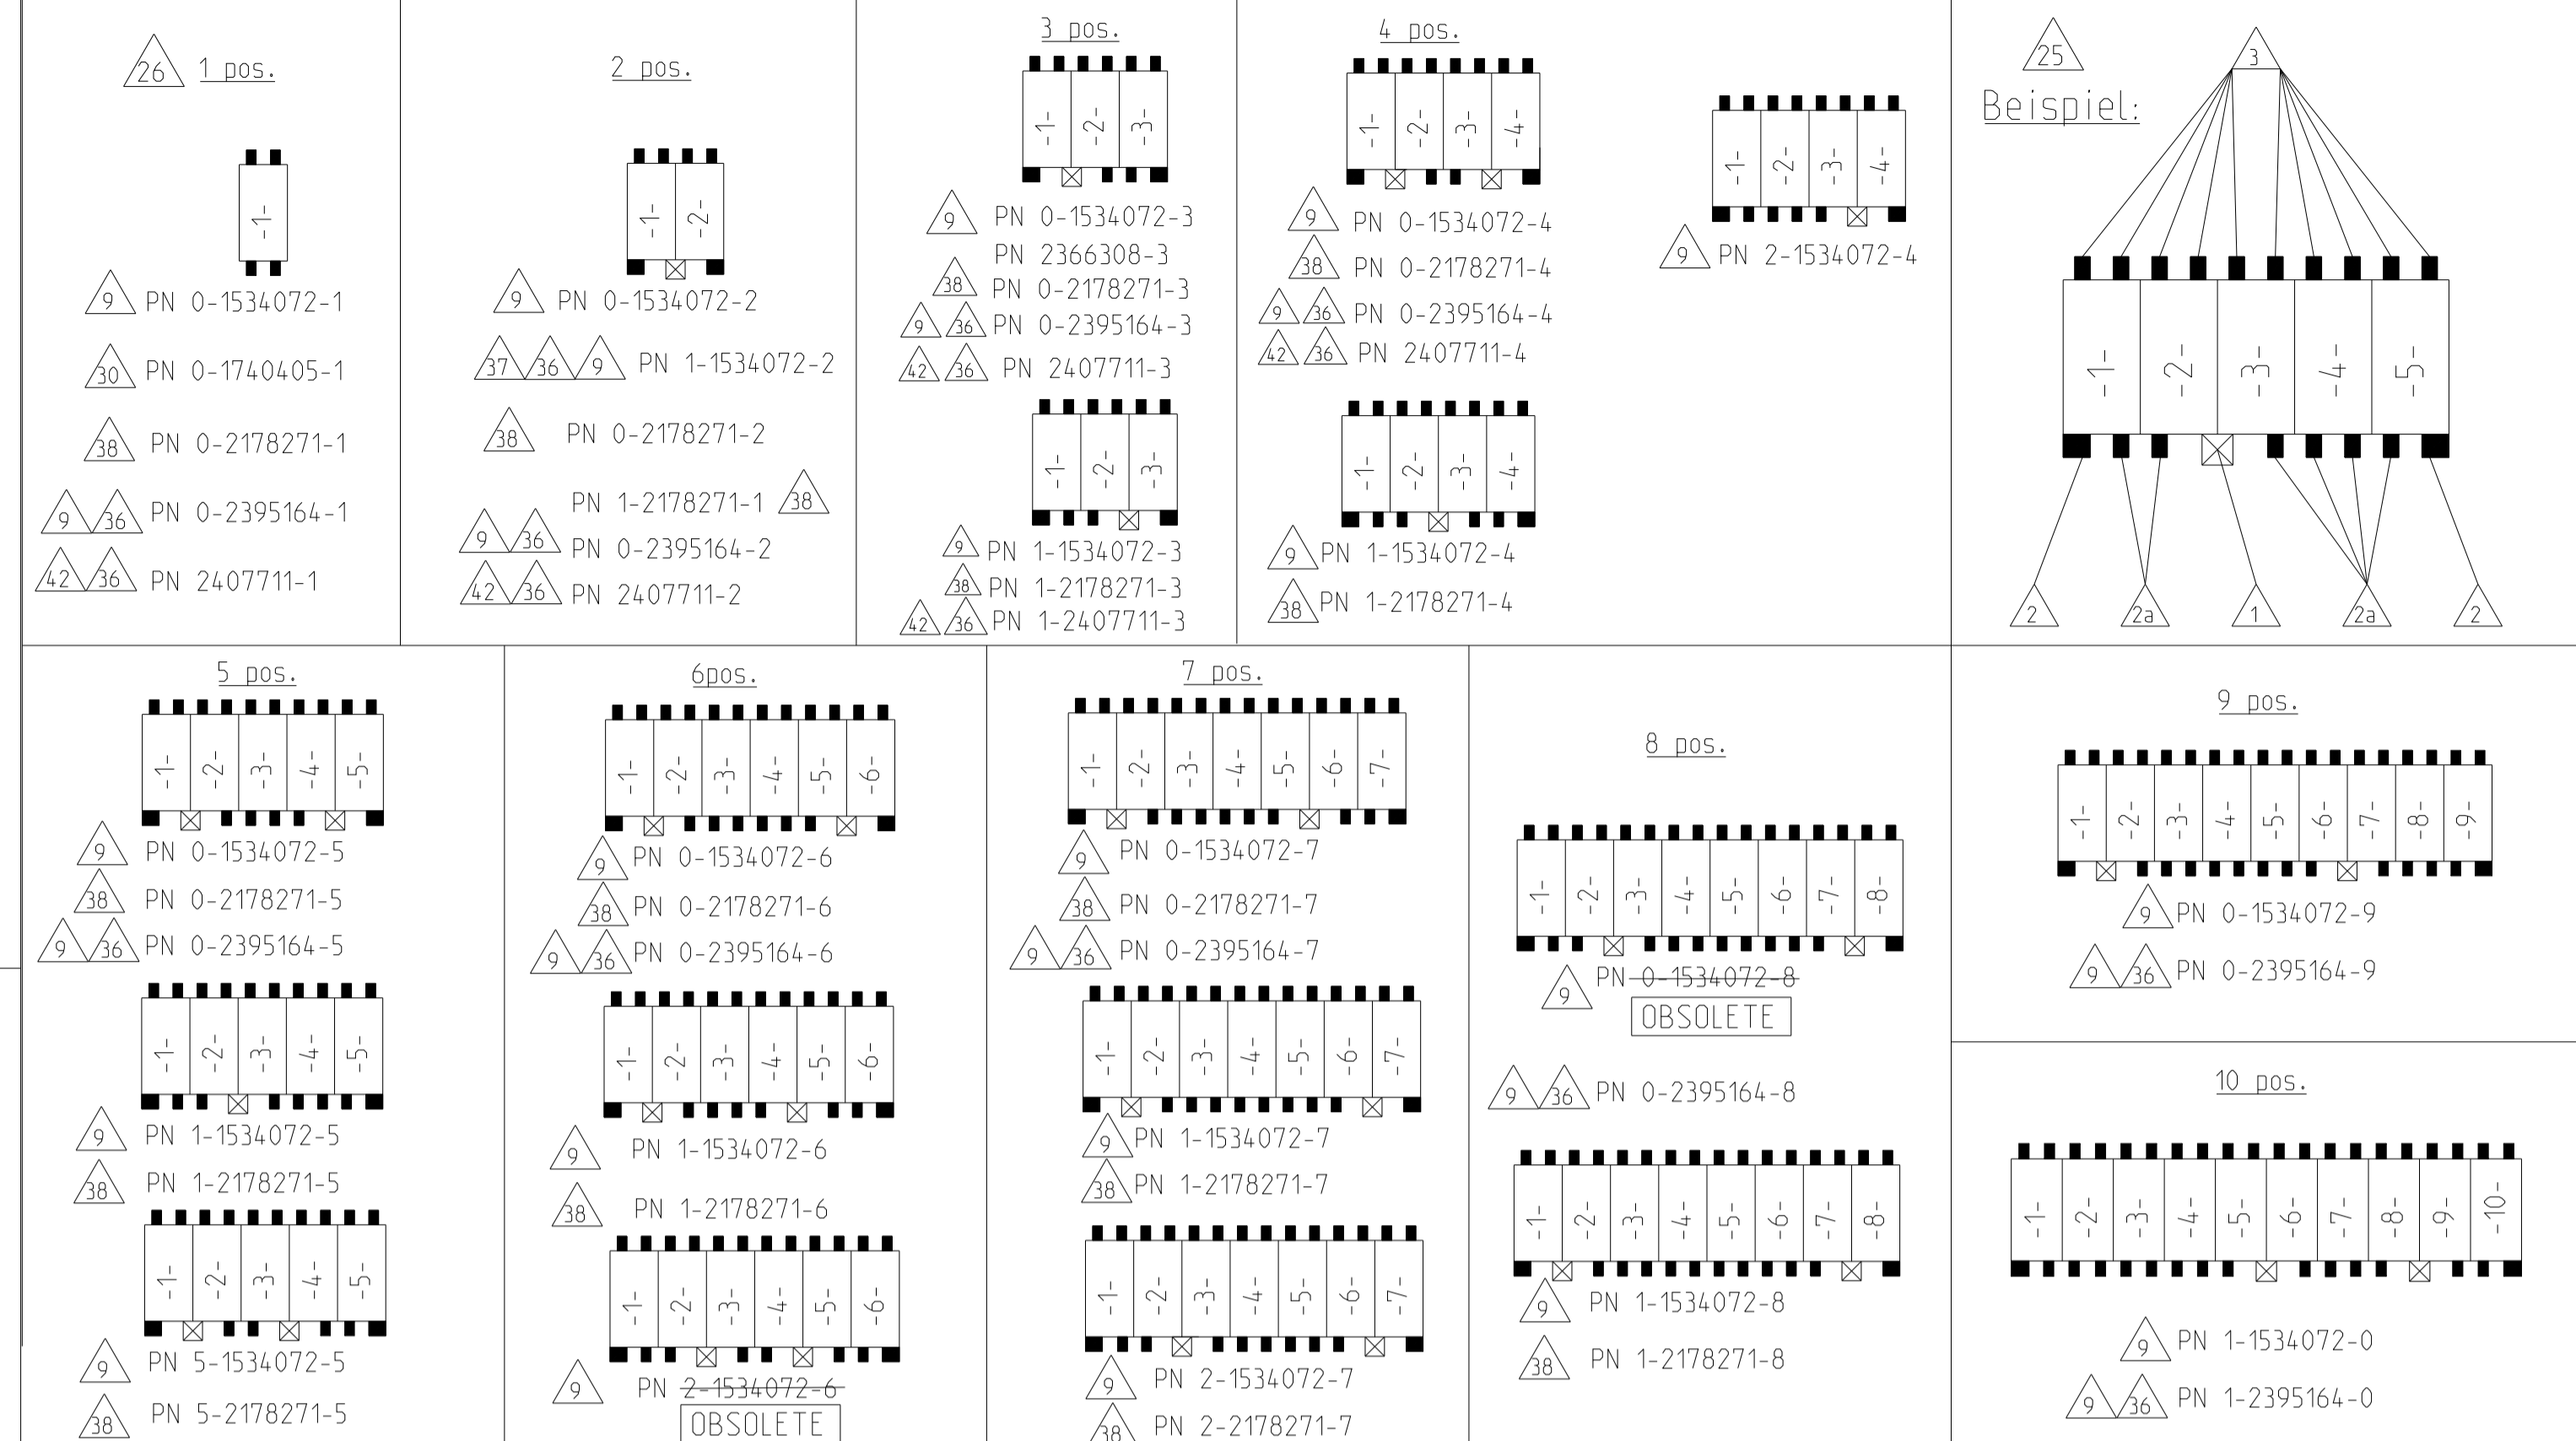 26 1 pos.
-1-
9 PN 0-1534072-1
30 PN 0-1740405-1
38 PN 0-2178271-1
9 36 PN 0-2395164-1
42 36 PN 2407711-1
2 pos.
-1- -2-
9 PN 0-1534072-2
37 36 9 PN 1-1534072-2
38 PN 0-2178271-2
PN 1-2178271-1 38
9 36 PN 0-2395164-2
42 36 PN 2407711-2
3 pos.
-1- -2- -3-
9 PN 0-1534072-3
PN 2366308-3
38 PN 0-2178271-3
9 36 PN 0-2395164-3
42 36 PN 2407711-3
-1- -2- -3-
9 PN 1-1534072-3
38 PN 1-2178271-3
42 36 PN 1-2407711-3
4 pos.
-1- -2- -3- -4-
9 PN 0-1534072-4
38 PN 0-2178271-4
9 36 PN 0-2395164-4
42 36 PN 2407711-4
-1- -2- -3- -4-
9 PN 1-1534072-4
38 PN 1-2178271-4
-1- -2- -3- -4-
9 PN 2-1534072-4
25
Beispiel:
3
-1- -2- -3- -4- -5-
2 2a 1 2a 2
5 pos.
-1- -2- -3- -4- -5-
9 PN 0-1534072-5
38 PN 0-2178271-5
9 36 PN 0-2395164-5
-1- -2- -3- -4- -5-
9 PN 1-1534072-5
38 PN 1-2178271-5
-1- -2- -3- -4- -5-
9 PN 5-1534072-5
38 PN 5-2178271-5
6pos.
-1- -2- -3- -4- -5- -6-
9 PN 0-1534072-6
38 PN 0-2178271-6
9 36 PN 0-2395164-6
-1- -2- -3- -4- -5- -6-
9 PN 1-1534072-6
38 PN 1-2178271-6
-1- -2- -3- -4- -5- -6-
9 PN 2-1534072-6
OBSOLETE
7 pos.
-1- -2- -3- -4- -5- -6- -7-
9 PN 0-1534072-7
38 PN 0-2178271-7
9 36 PN 0-2395164-7
-1- -2- -3- -4- -5- -6- -7-
9 PN 1-1534072-7
38 PN 1-2178271-7
-1- -2- -3- -4- -5- -6- -7-
9 PN 2-1534072-7
38 PN 2-2178271-7
8 pos.
-1- -2- -3- -4- -5- -6- -7- -8-
9 PN 0-1534072-8
OBSOLETE
9 36 PN 0-2395164-8
-1- -2- -3- -4- -5- -6- -7- -8-
9 PN 1-1534072-8
38 PN 1-2178271-8
9 pos.
-1- -2- -3- -4- -5- -6- -7- -8- -9-
9 PN 0-1534072-9
9 36 PN 0-2395164-9
10 pos.
-1- -2- -3- -4- -5- -6- -7- -8- -9- -10-
9 PN 1-1534072-0
9 36 PN 1-2395164-0